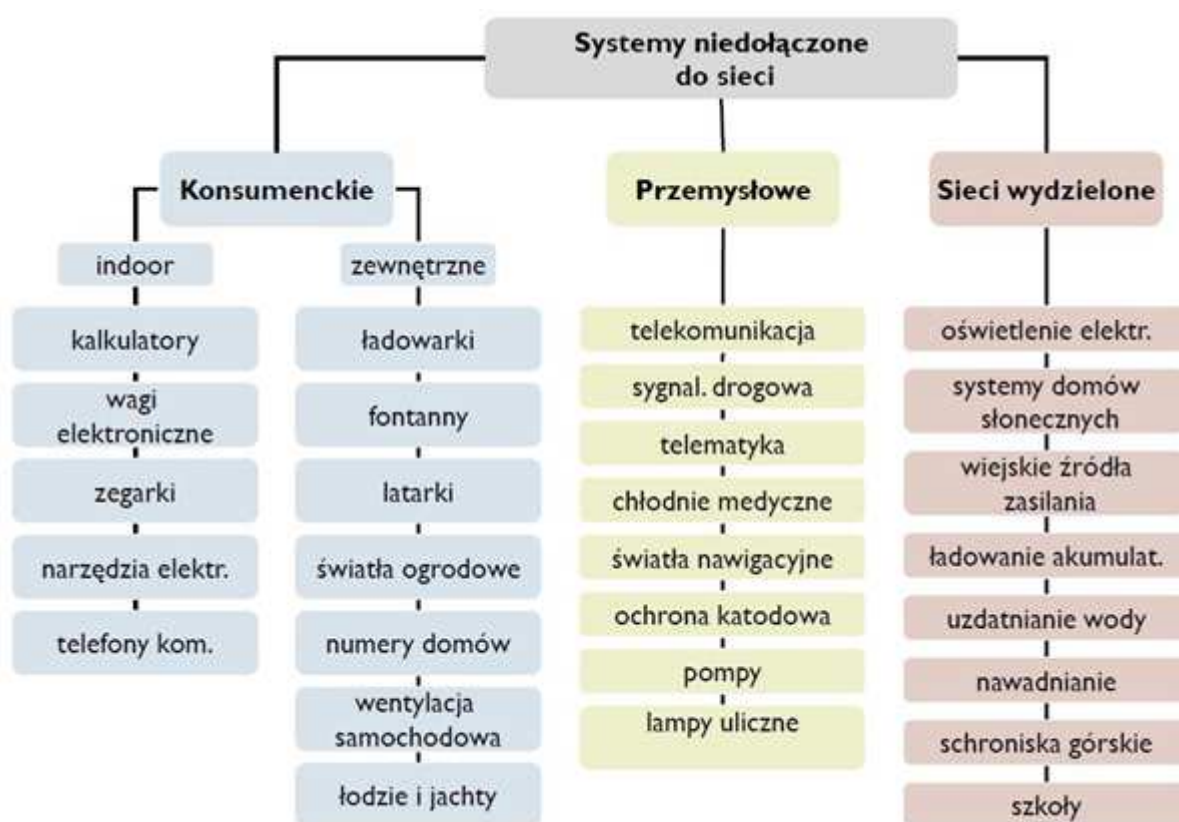 Systemy niedołączone
do sieci
Konsumenckie
indoor
kalkulatory
wagi
elektroniczne
zegarki
narzędzia elektr.
telefony kom.
zewnętrzne
ładowarki
fontanny
latarki
światła ogrodowe
numery domów
wentylacja
samochodowa
łodzie i jachty
Przemysłowe
telekomunikacja
sygnal. drogowa
telematyka
chłodnie medyczne
światła nawigacyjne
ochrona katodowa
pompy
lampy uliczne
Sieci wydzielone
oświetlenie elektr.
systemy domów
słonecznych
wiejskie źródła
zasilania
ładowanie akumulat.
uzdatnianie wody
nawadnianie
schroniska górskie
szkoły